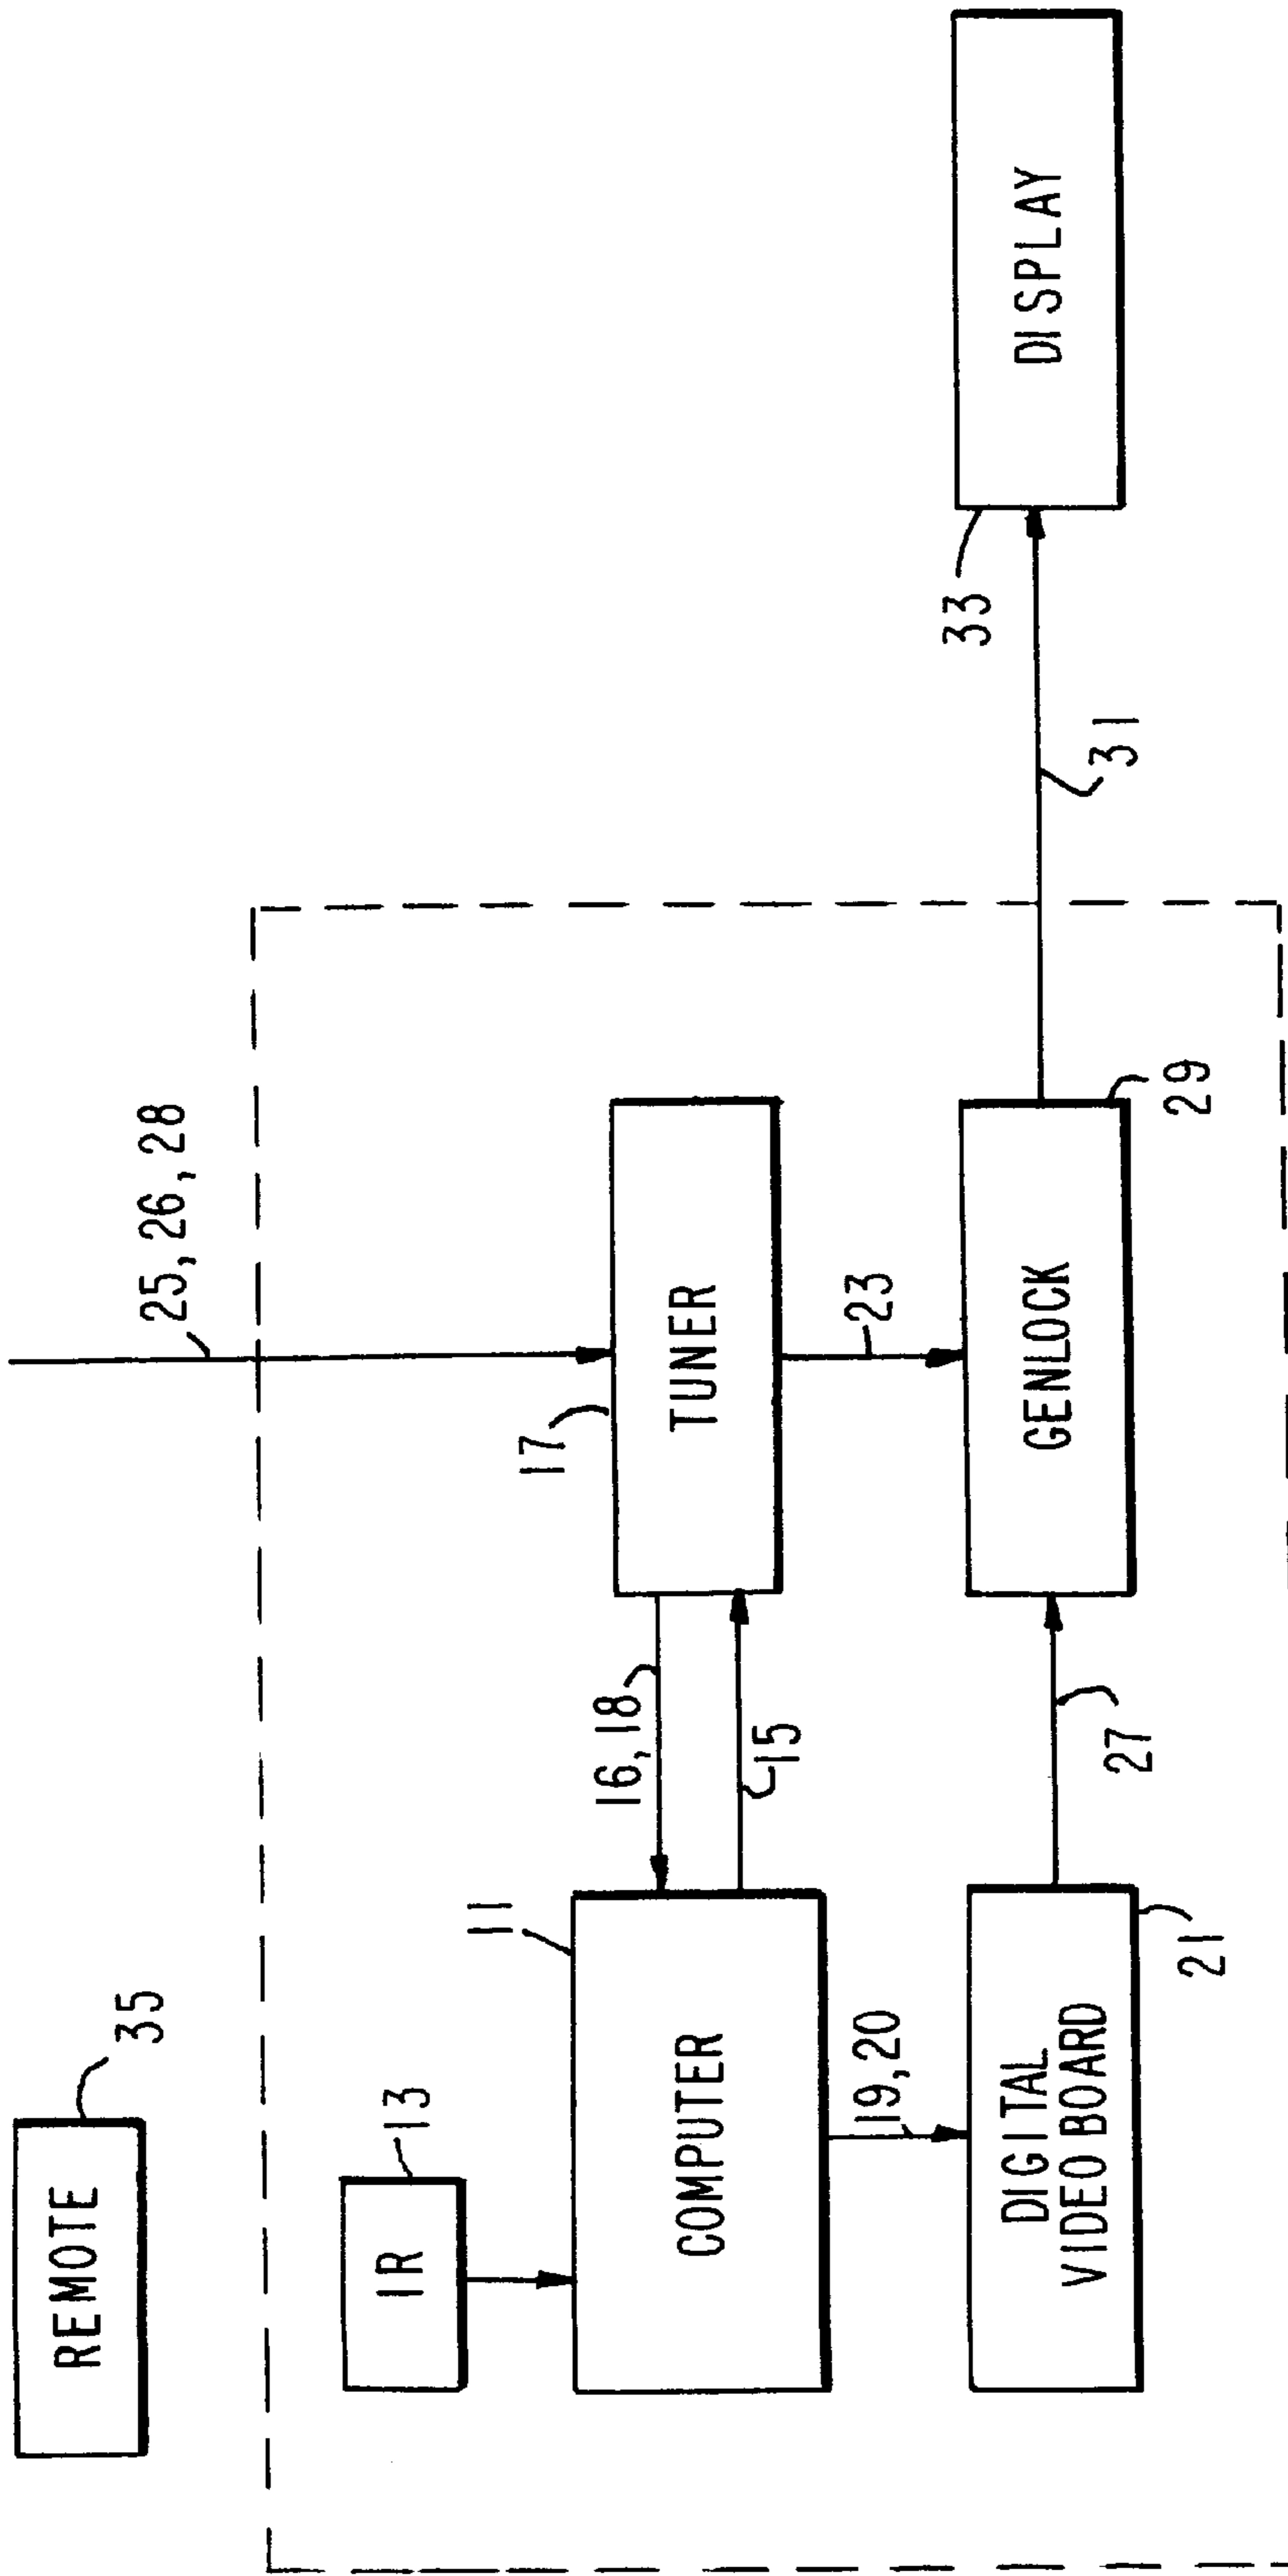 REMOTE
35
25, 26, 28
IR
13
COMPUTER
11
16, 18
15
17
TUNER
19, 20
23
DIGITAL
VIDEO BOARD
21
27
GENLOCK
29
31
33
DISPLAY